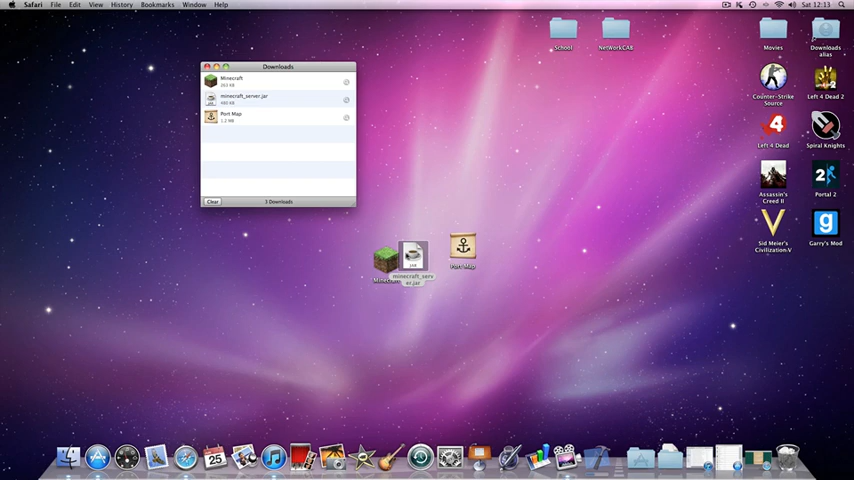 Safari File Edit View History Bookmarks Window Help
Sat 12:13
School
NetWorkCAB
Movies
Downloads
alias
Downloads
Minecraft
263 KB
minecraft_server.jar
480 KB
Port Map
1.2 MB
Clear
3 Downloads
Counter-Strike
Source
Left 4 Dead 2
Left 4 Dead
Spiral Knights
Assassin's
Creed II
Portal 2
Sid Meier's
Civilization V
Garry's Mod
Minecraft
JAR
minecraft_serv
er.jar
Port Map
25